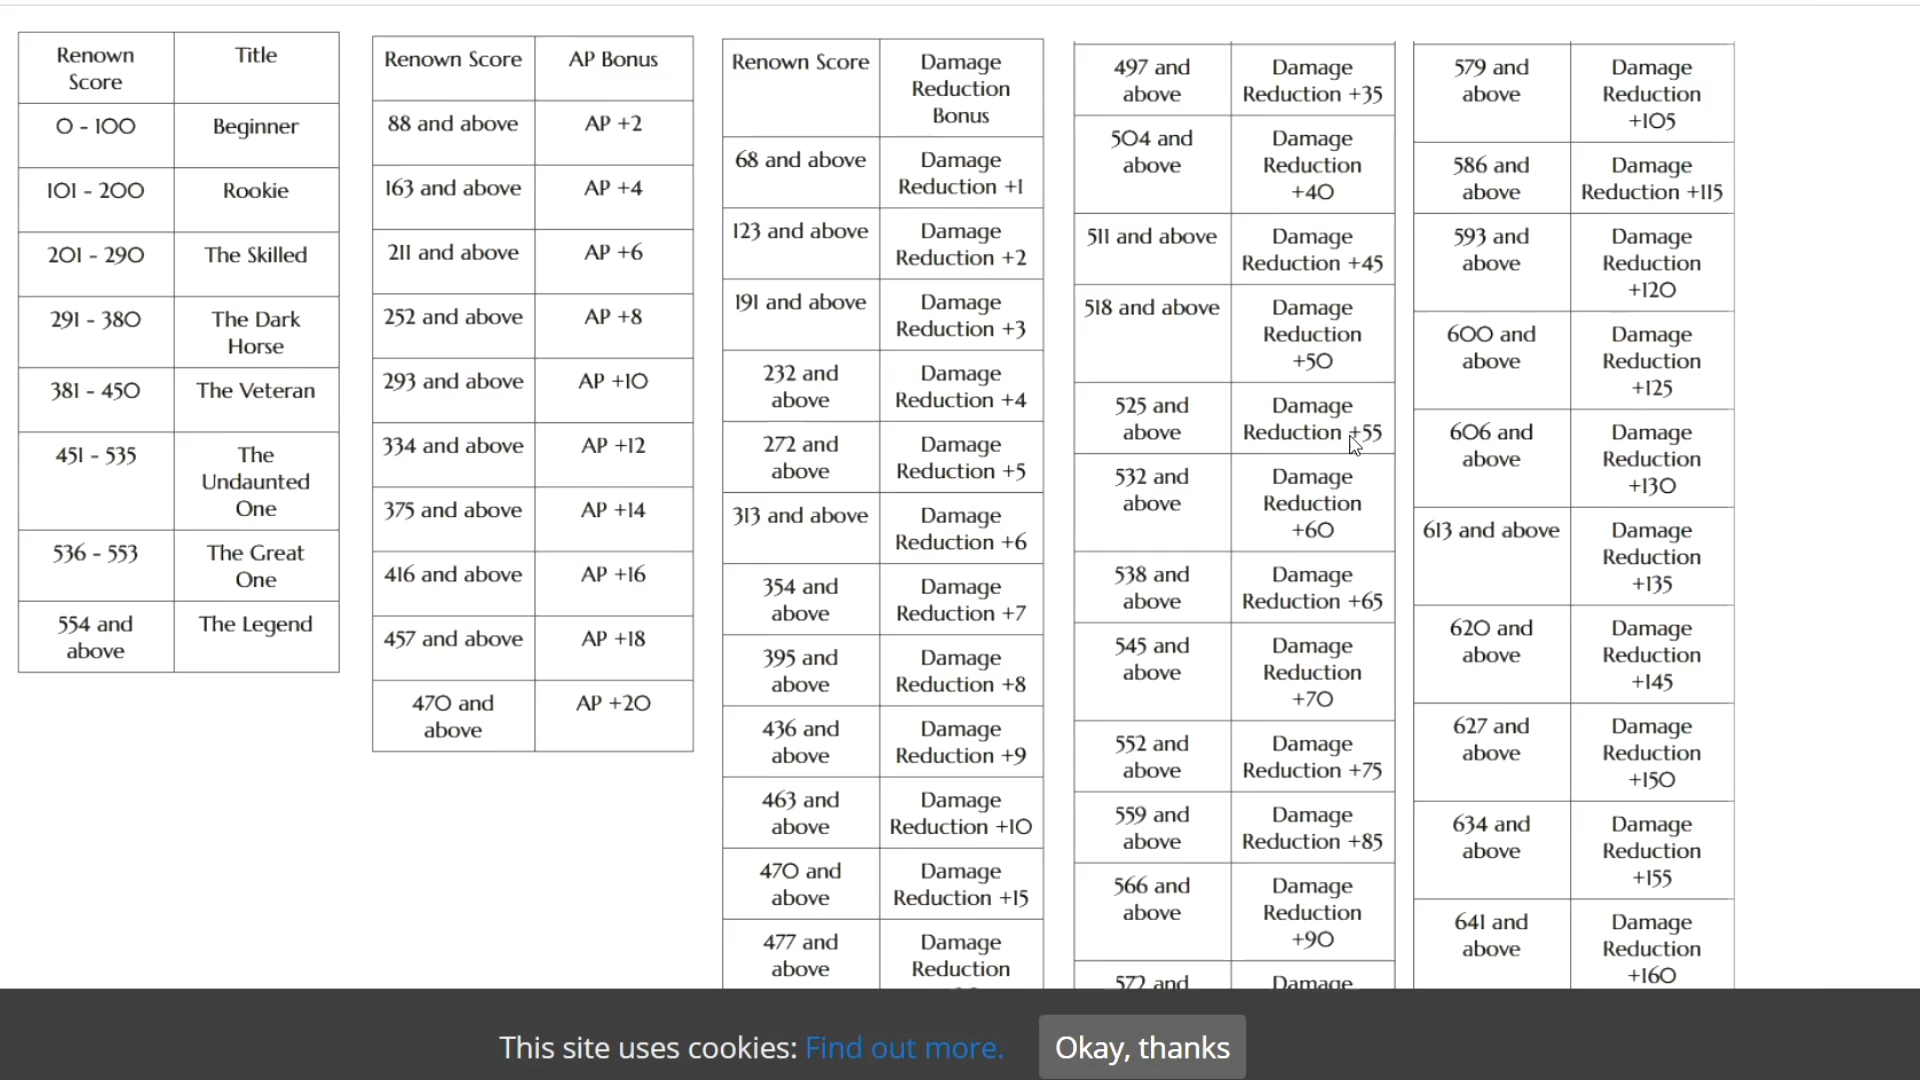 Renown
Score
Title
0 - 100
Beginner
101 - 200
Rookie
201 - 290
The Skilled
291 - 380
The Dark
Horse
381 - 450
The Veteran
451 - 535
The
Undaunted
One
536 - 553
The Great
One
554 and
above
The Legend
Renown Score
AP Bonus
88 and above
AP +2
163 and above
AP +4
211 and above
AP +6
252 and above
AP +8
293 and above
AP +10
334 and above
AP +12
375 and above
AP +14
416 and above
AP +16
457 and above
AP +18
470 and
above
AP +20
Renown Score
Damage
Reduction
Bonus
68 and above
Damage
Reduction +1
123 and above
Damage
Reduction +2
191 and above
Damage
Reduction +3
232 and
above
Damage
Reduction +4
272 and
above
Damage
Reduction +5
313 and above
Damage
Reduction +6
354 and
above
Damage
Reduction +7
395 and
above
Damage
Reduction +8
436 and
above
Damage
Reduction +9
463 and
above
Damage
Reduction +10
470 and
above
Damage
Reduction +15
477 and
above
Damage
Reduction
497 and
above
Damage
Reduction +35
504 and
above
Damage
Reduction
+40
511 and above
Damage
Reduction +45
518 and above
Damage
Reduction
+50
525 and
above
Damage
Reduction +55
532 and
above
Damage
Reduction
+60
538 and
above
Damage
Reduction +65
545 and
above
Damage
Reduction
+70
552 and
above
Damage
Reduction +75
559 and
above
Damage
Reduction +85
566 and
above
Damage
Reduction
+90
572 and
Damage
579 and
above
Damage
Reduction
+105
586 and
above
Damage
Reduction +115
593 and
above
Damage
Reduction
+120
600 and
above
Damage
Reduction
+125
606 and
above
Damage
Reduction
+130
613 and above
Damage
Reduction
+135
620 and
above
Damage
Reduction
+145
627 and
above
Damage
Reduction
+150
634 and
above
Damage
Reduction
+155
641 and
above
Damage
Reduction
+160
This site uses cookies: Find out more.
Okay, thanks